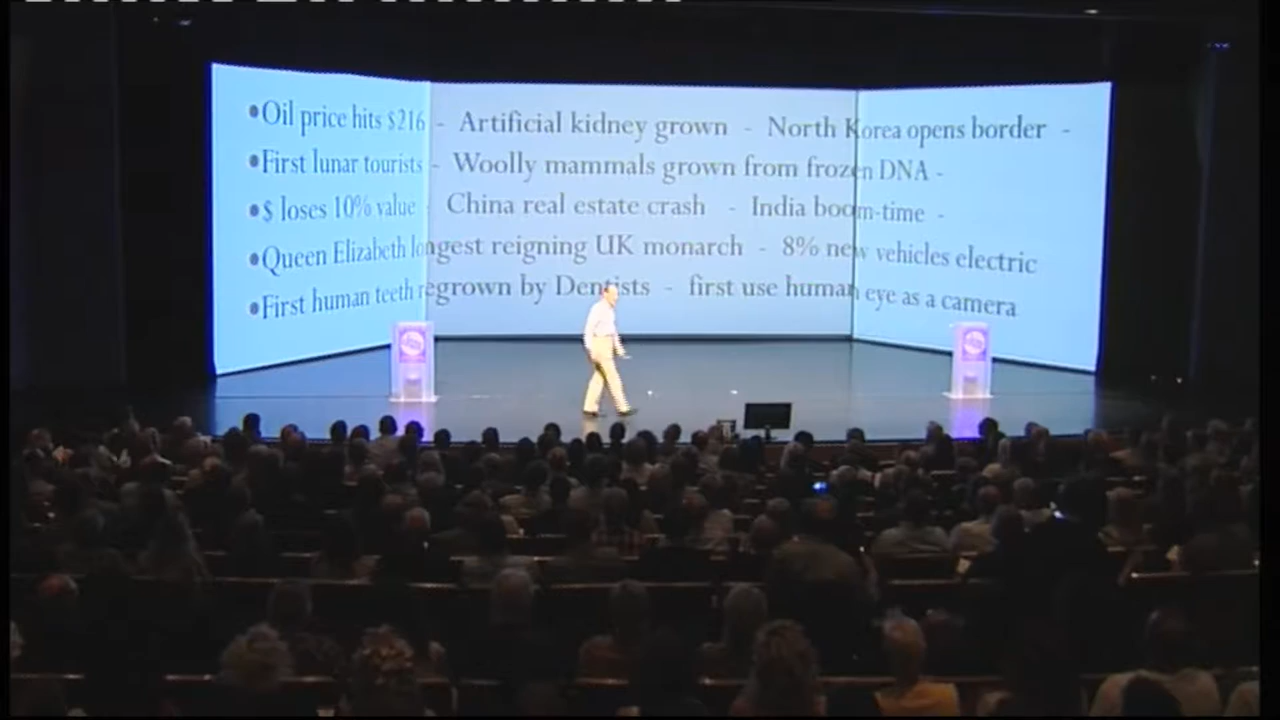 •Oil price hits $216 - Artificial kidney grown - North Korea opens border -
•First lunar tourists - Woolly mammals grown from frozen DNA -
•$ loses 10% value - China real estate crash - India boom-time -
•Queen Elizabeth longest reigning UK monarch - 8% new vehicles electric
•First human teeth regrown by Dentists - first use human eye as a camera